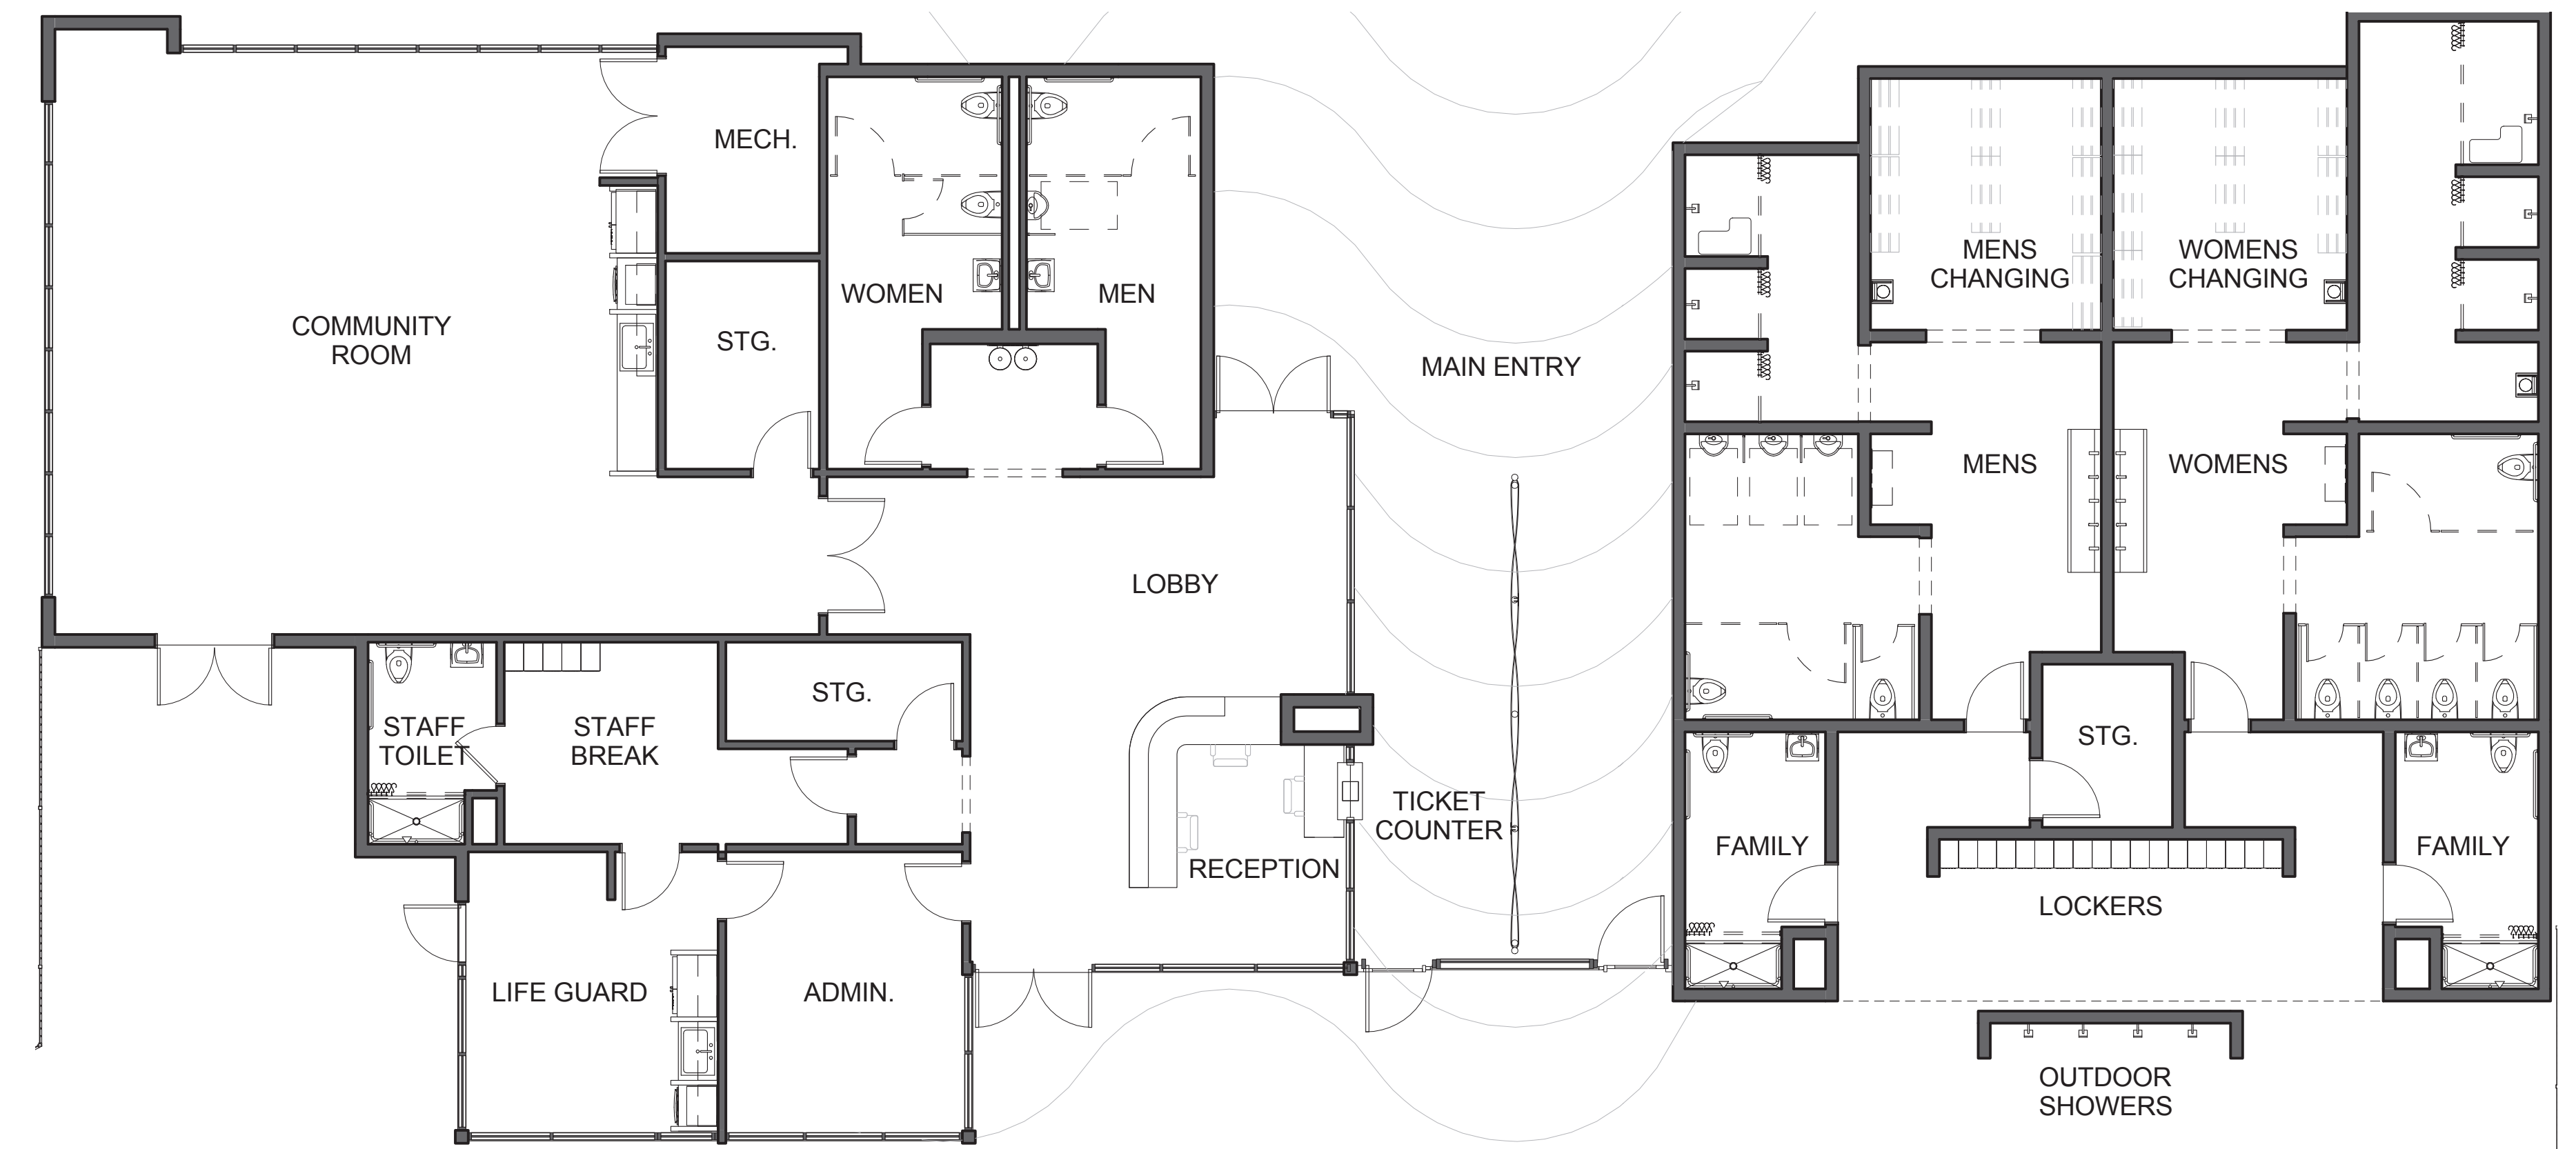 MECH.
COMMUNITY
ROOM
STG.
WOMEN
MEN
MAIN ENTRY
MENS
CHANGING
WOMENS
CHANGING
MENS
WOMENS
LOBBY
STAFF
TOILET
STAFF
BREAK
STG.
TICKET
COUNTER
RECEPTION
STG.
FAMILY
FAMILY
LOCKERS
LIFE GUARD
ADMIN.
OUTDOOR
SHOWERS